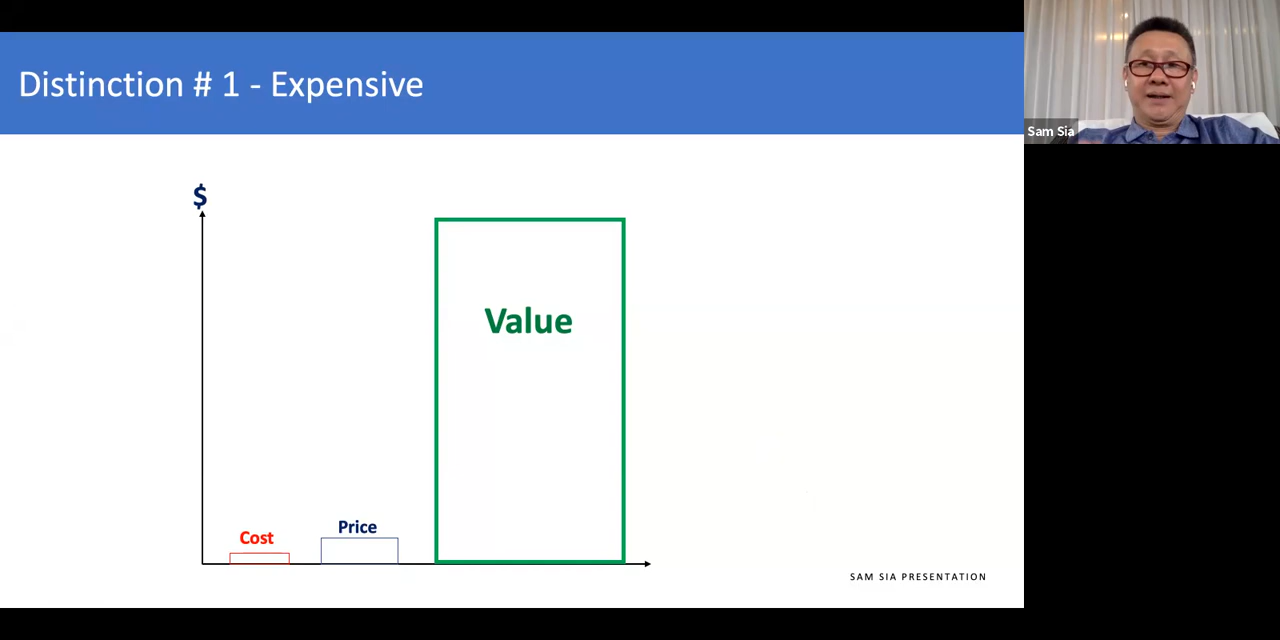 Distinction # 1 - Expensive
Sam Sia
$
Value
Price
Cost
SAM SIA PRESENTATION